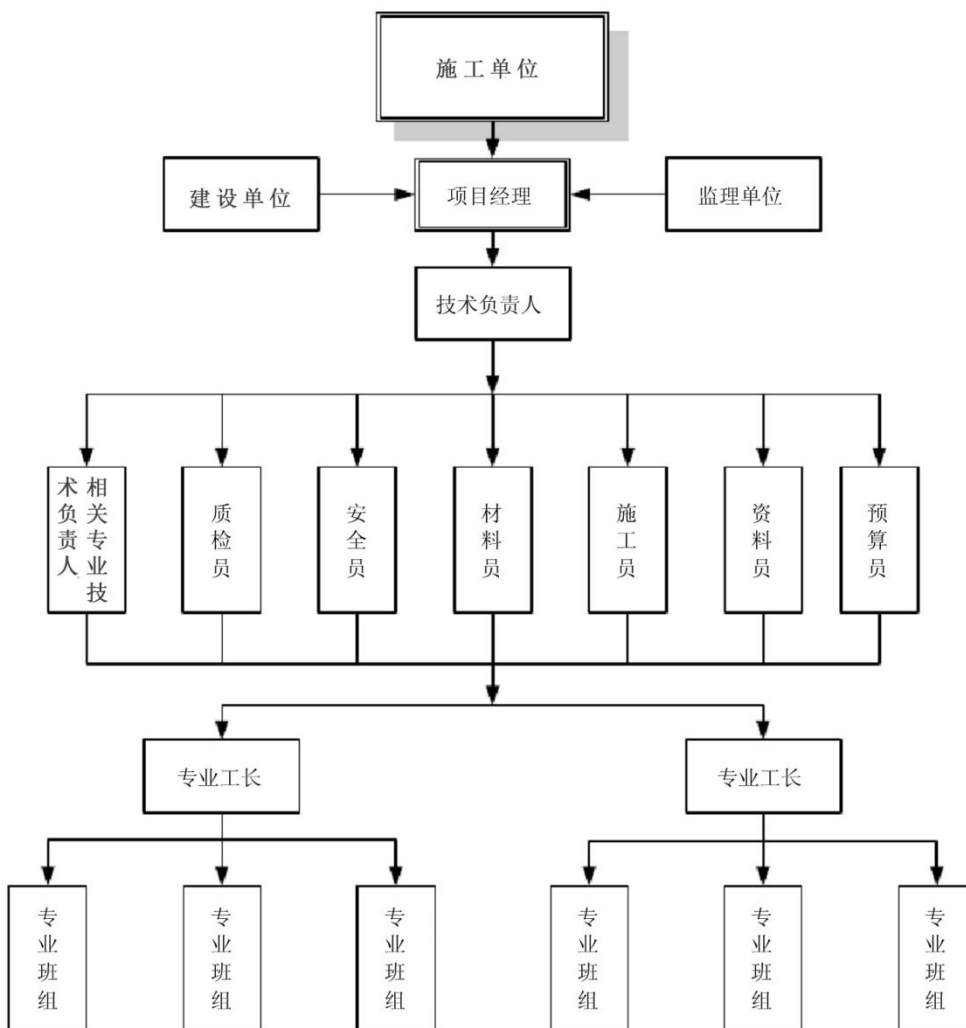 施工单位
建设单位
项目经理
监理单位
技术负责人
相关专业技
术负责人
质检员
安全员
材料员
施工员
资料员
预算员
专业工长
专业工长
专业班组
专业班组
专业班组
专业班组
专业班组
专业班组